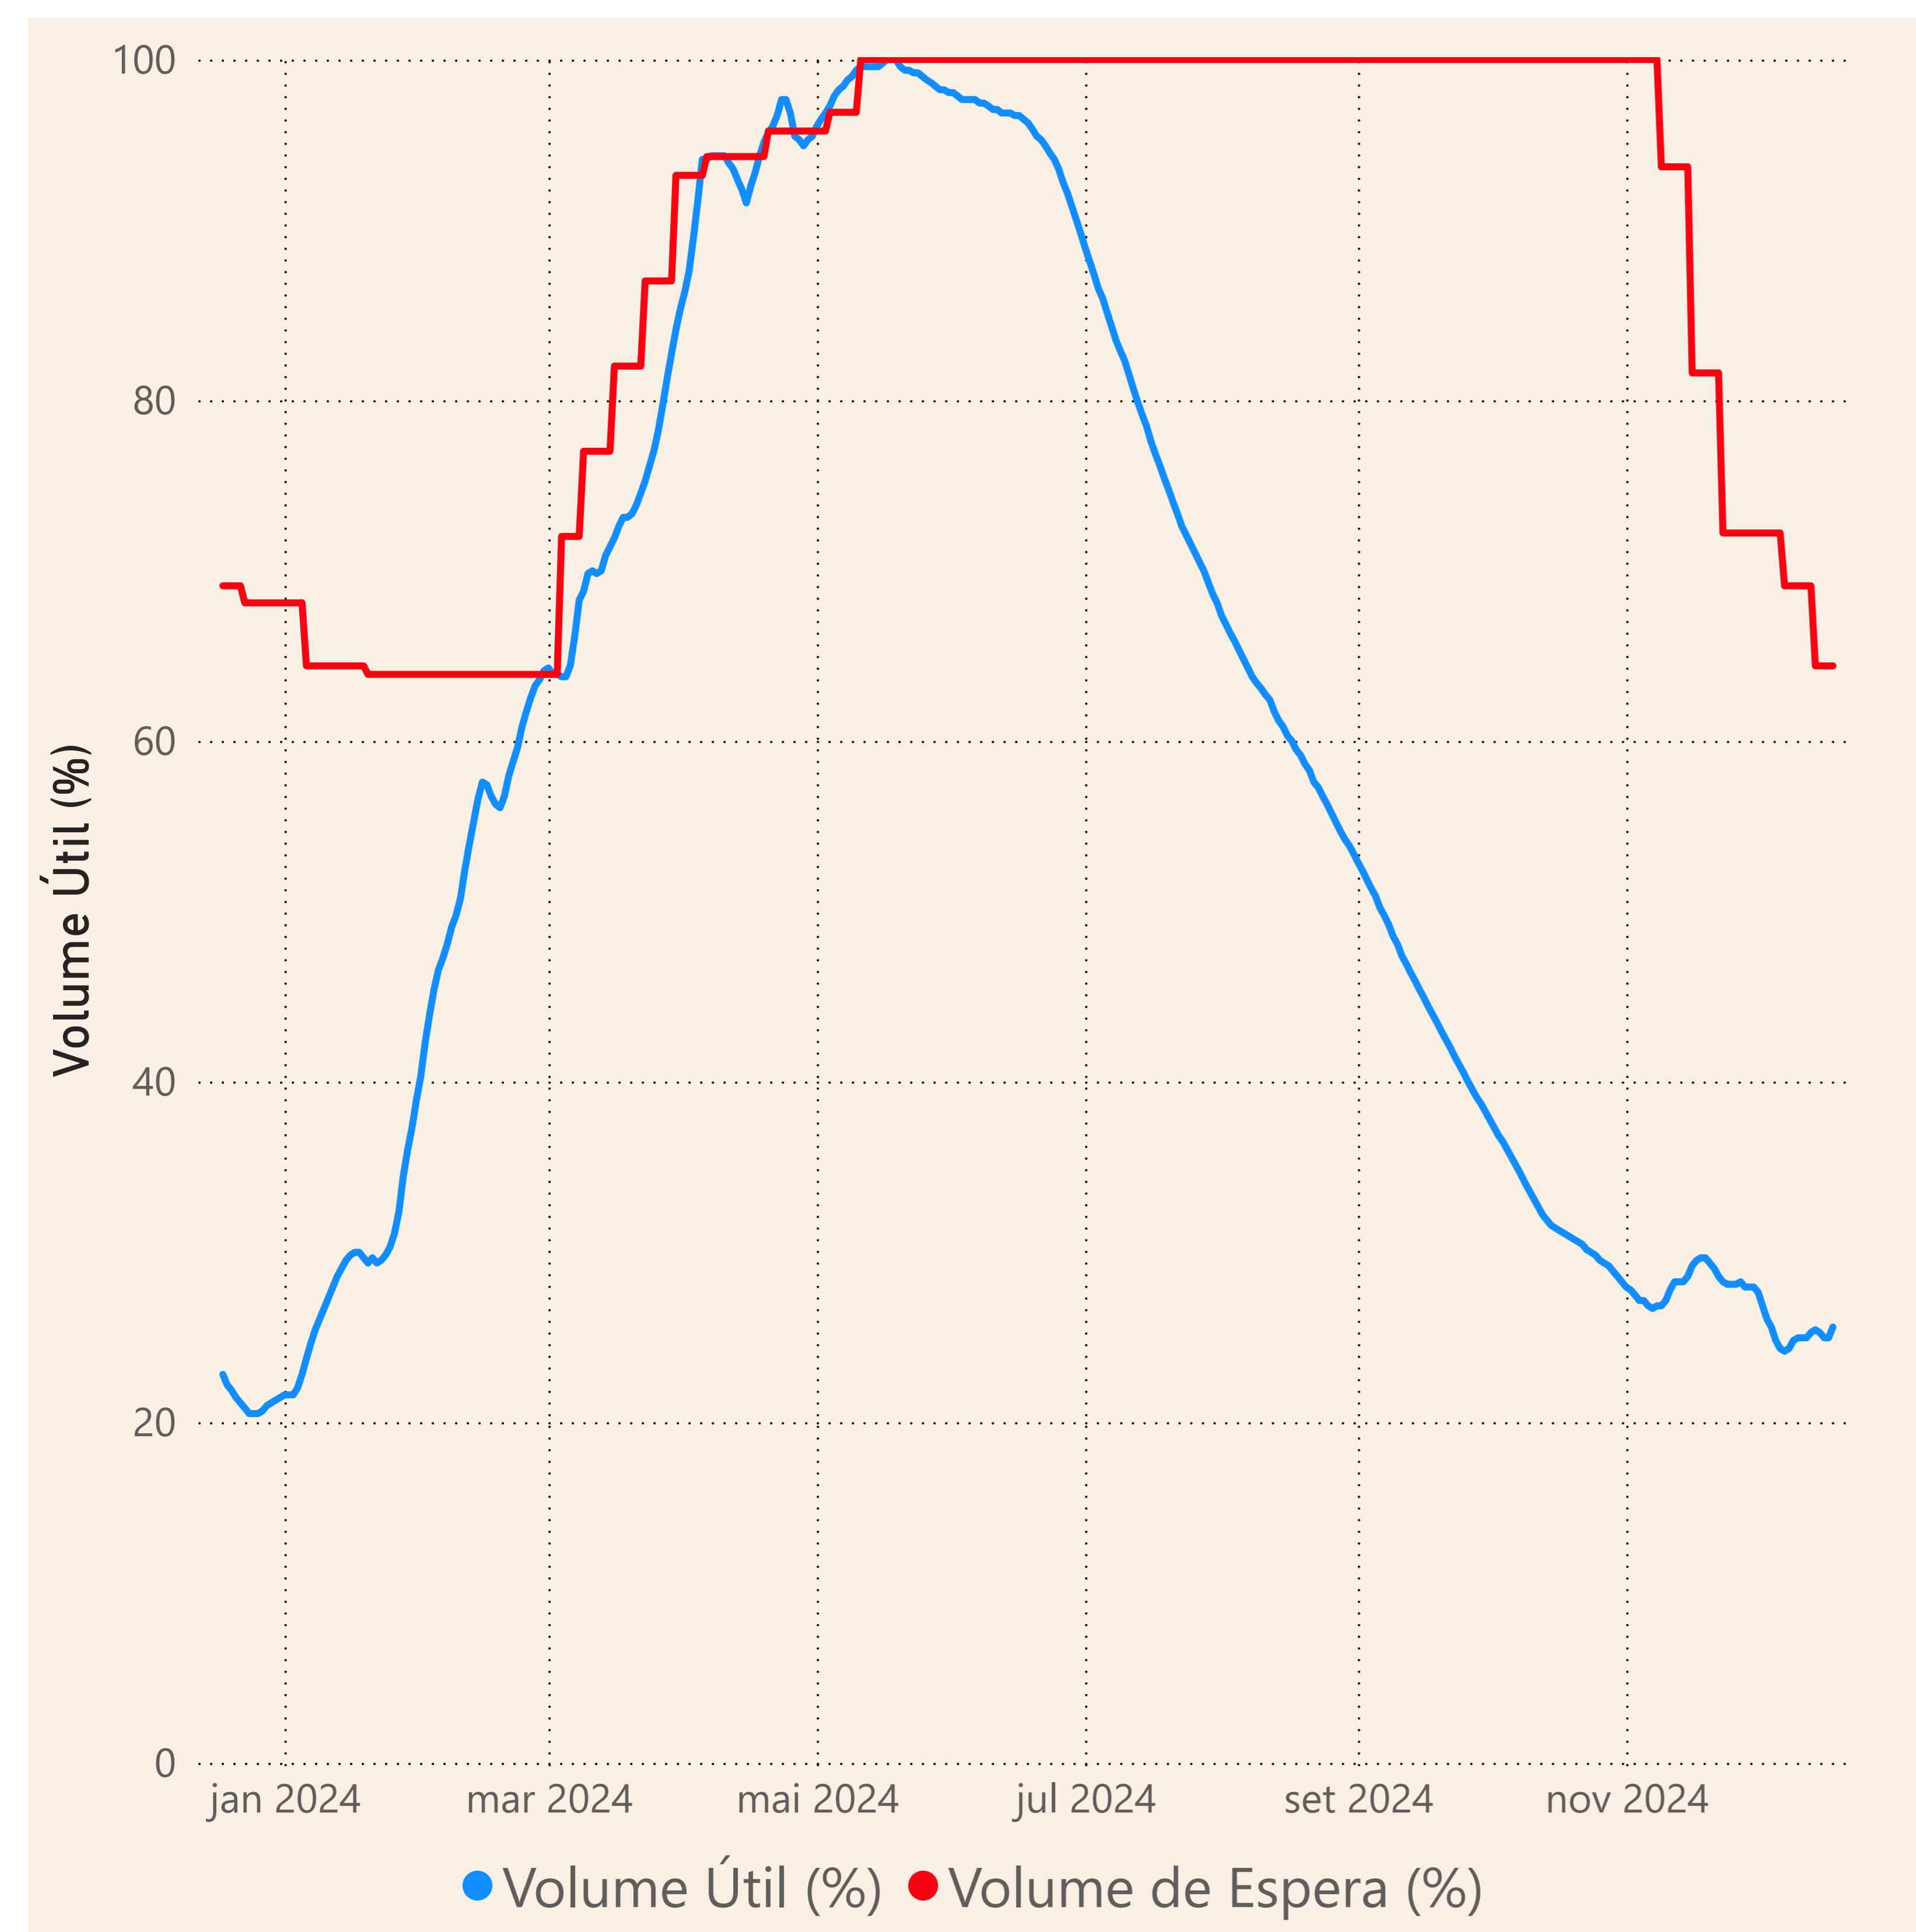 100
80
60
40
20
0
Volume Útil (%)
jan 2024 mar 2024 mai 2024 jul 2024 set 2024 nov 2024
Volume Útil (%) Volume de Espera (%)